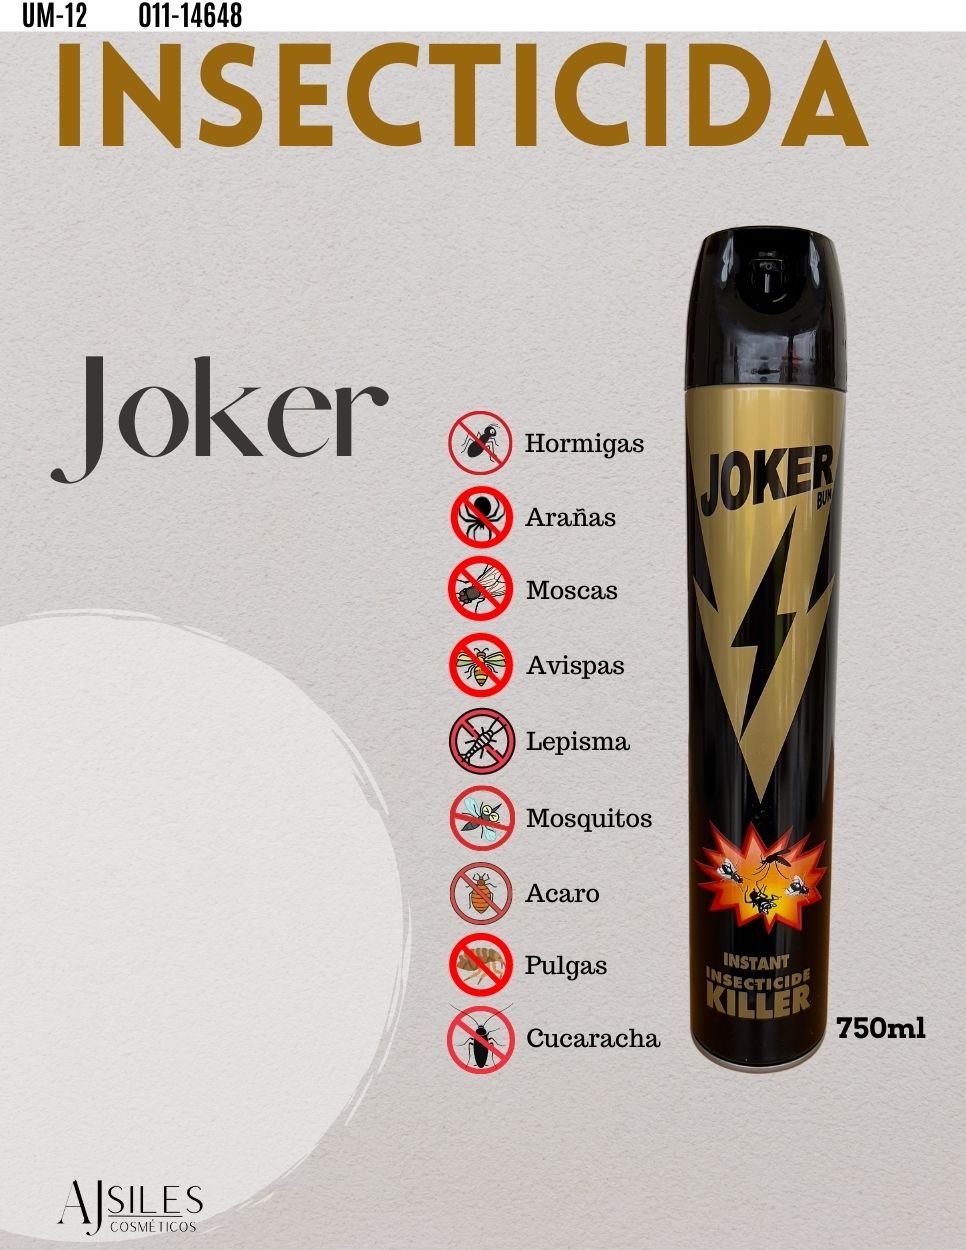 UM-12 011-14648
INSECTICIDA
Joker
Hormigas
Arañas
Moscas
Avispas
Lepisma
Mosquitos
Acaro
Pulgas
Cucaracha
JOKER
BUM
INSTANT
INSECTICIDE
KILLER
750ml
AJSILES
COSMÉTICOS